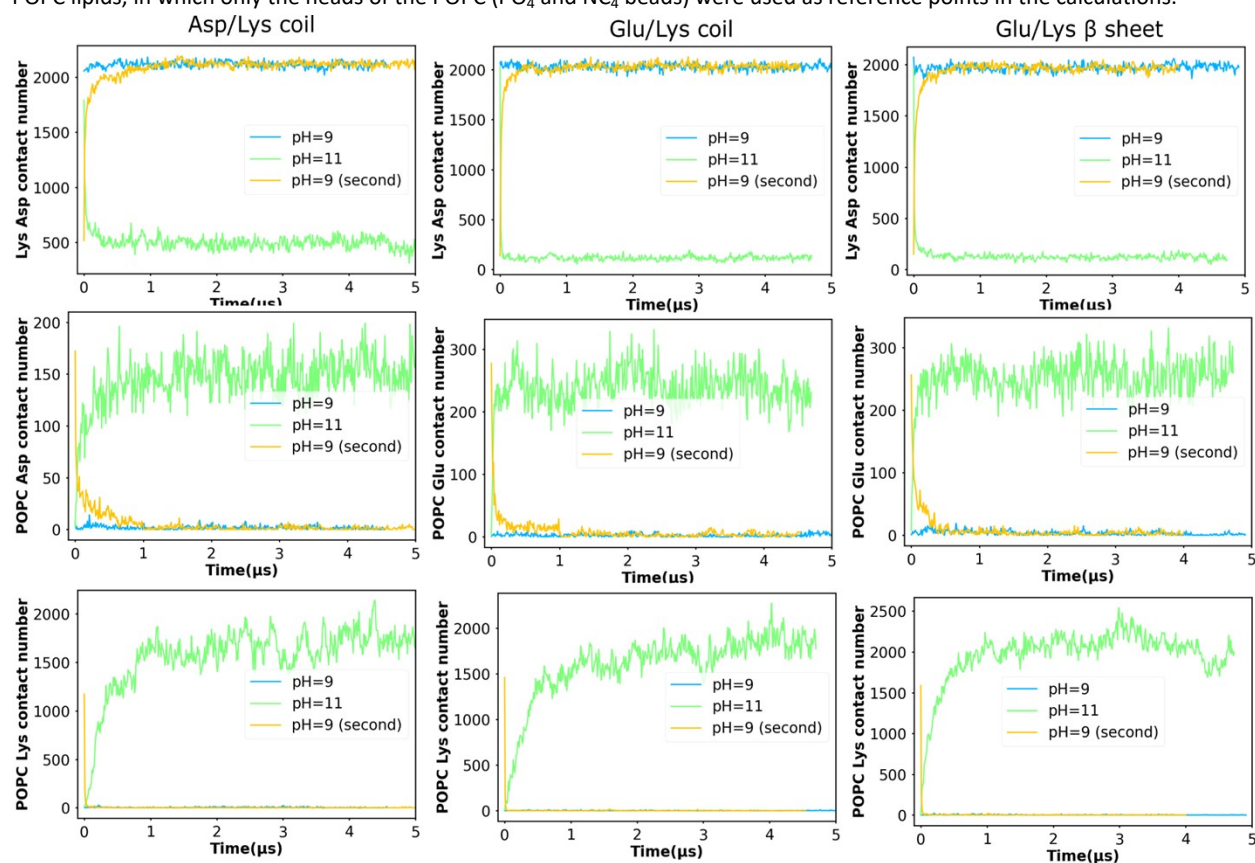 POPC lipids, in which only the heads of the POPC (PO4 and NC4 beads) were used as reference points in the calculations.
Asp/Lys coil
Glu/Lys coil
Glu/Lys β sheet
Lys Asp contact number
2000
1500
1000
500
pH=9
pH=11
pH=9 (second)
0 1 2 3 4 5
Time(µs)
Lys Asp contact number
2000
1500
1000
500
0
pH=9
pH=11
pH=9 (second)
0 1 2 3 4 5
Time(µs)
Lys Asp contact number
2000
1500
1000
500
0
pH=9
pH=11
pH=9 (second)
0 1 2 3 4 5
Time(µs)
POPC Asp contact number
200
150
100
50
0
pH=9
pH=11
pH=9 (second)
0 1 2 3 4 5
Time(µs)
POPC Glu contact number
300
200
100
0
pH=9
pH=11
pH=9 (second)
0 1 2 3 4 5
Time(µs)
POPC Glu contact number
300
200
100
0
pH=9
pH=11
pH=9 (second)
0 1 2 3 4 5
Time(µs)
POPC Lys contact number
2000
1500
1000
500
0
pH=9
pH=11
pH=9 (second)
0 1 2 3 4 5
Time(µs)
POPC Lys contact number
2000
1500
1000
500
0
pH=9
pH=11
pH=9 (second)
0 1 2 3 4 5
Time(µs)
POPC Lys contact number
2500
2000
1500
1000
500
0
pH=9
pH=11
pH=9 (second)
0 1 2 3 4 5
Time(µs)